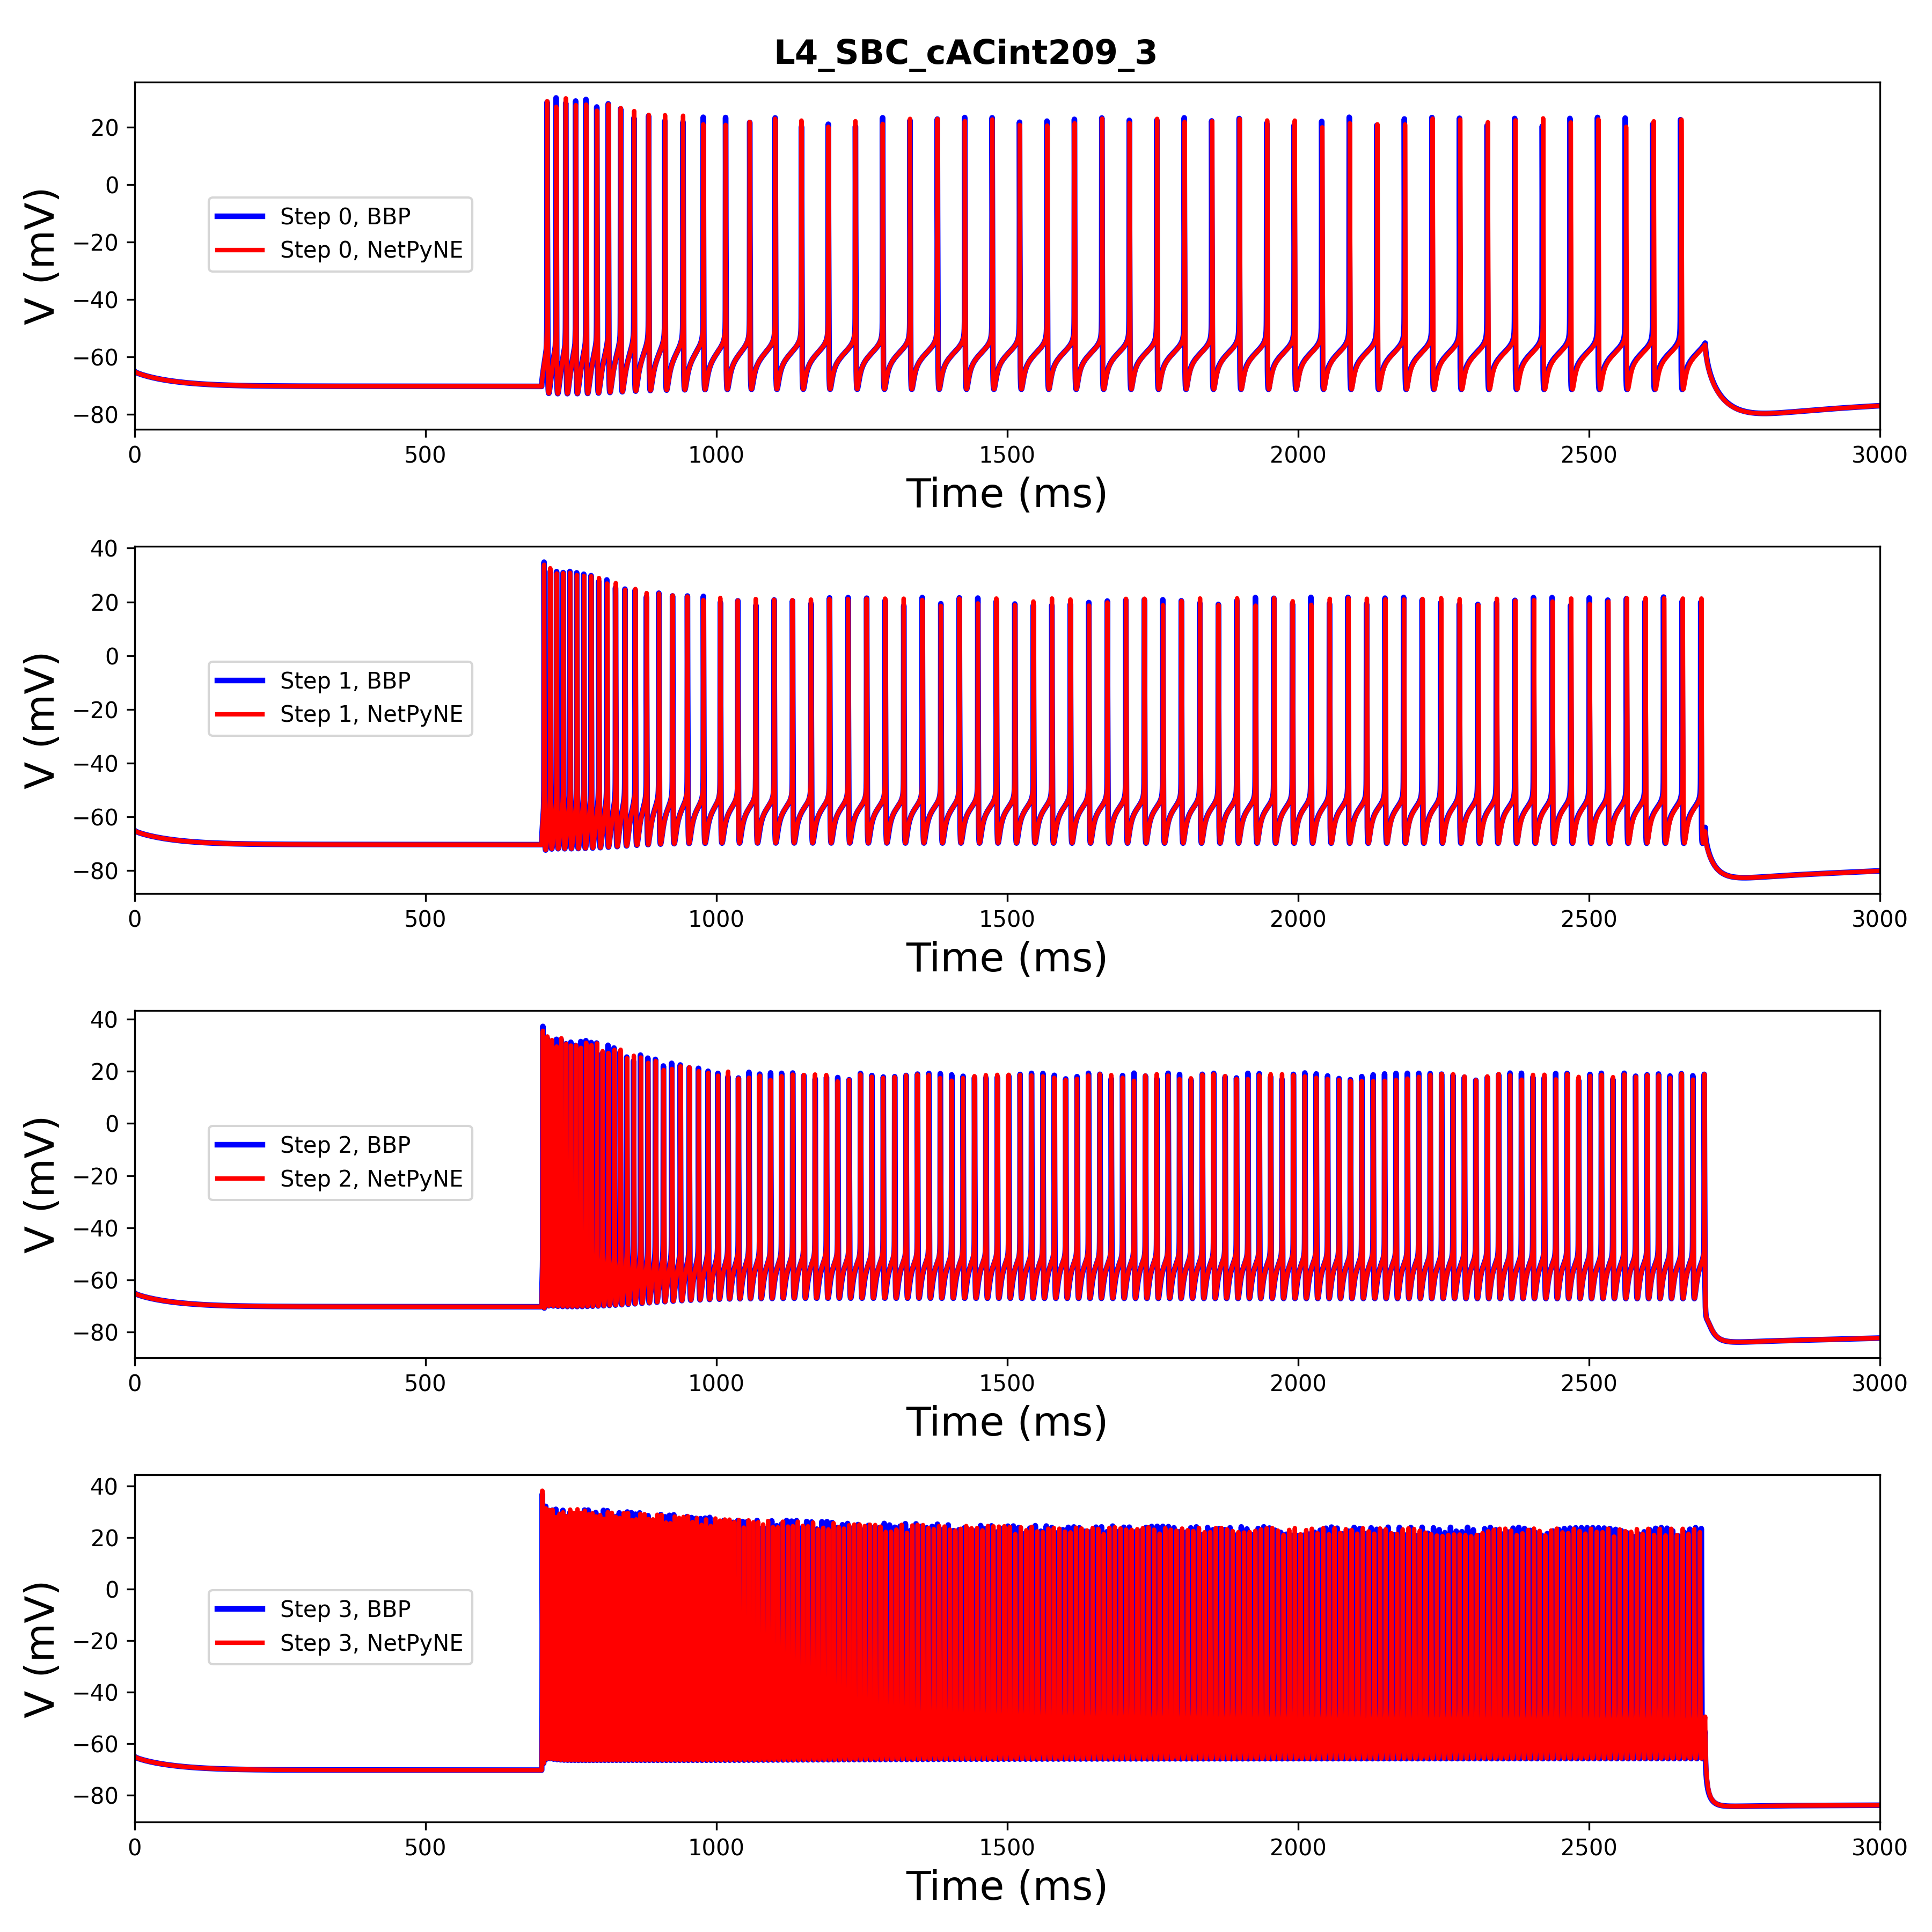 L4_SBC_cACint209_3
20
0
−20
−40
−60
−80
V (mV)
Step 0, BBP
Step 0, NetPyNE
0 500 1000 1500 2000 2500 3000
Time (ms)
40
20
0
−20
−40
−60
−80
V (mV)
Step 1, BBP
Step 1, NetPyNE
0 500 1000 1500 2000 2500 3000
Time (ms)
40
20
0
−20
−40
−60
−80
V (mV)
Step 2, BBP
Step 2, NetPyNE
0 500 1000 1500 2000 2500 3000
Time (ms)
40
20
0
−20
−40
−60
−80
V (mV)
Step 3, BBP
Step 3, NetPyNE
0 500 1000 1500 2000 2500 3000
Time (ms)